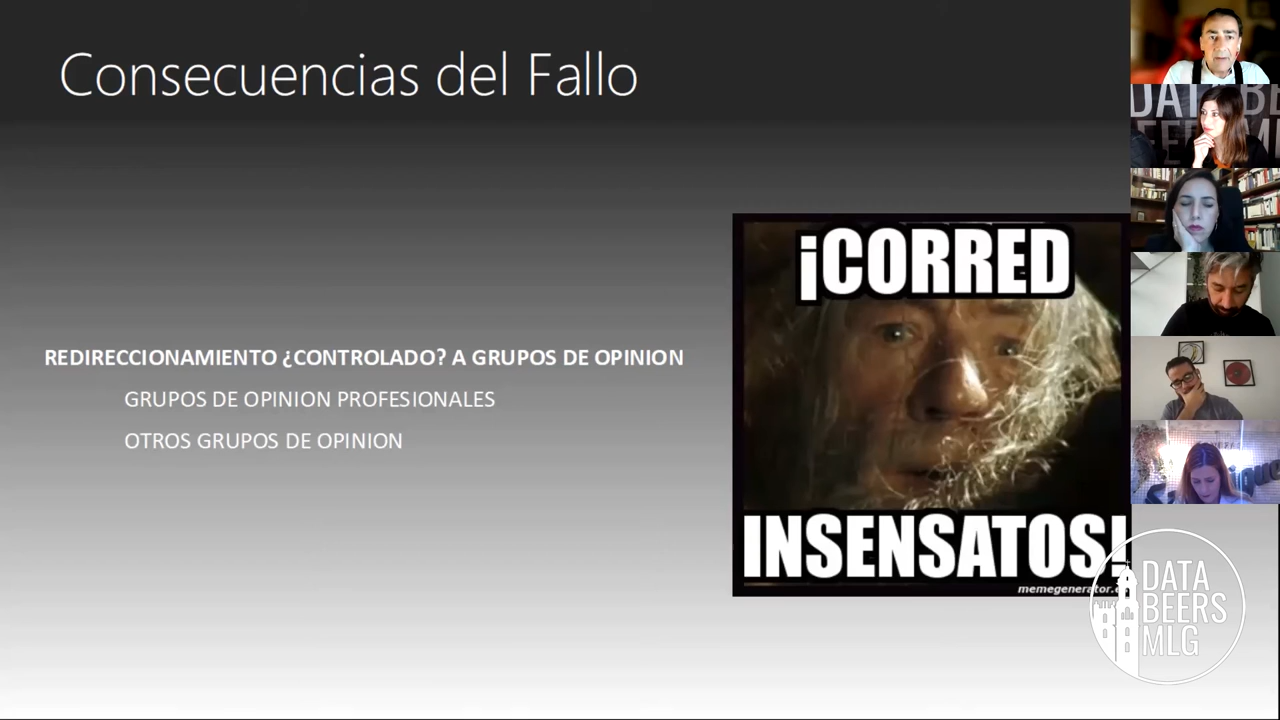 Consecuencias del Fallo
REDIRECCIONAMIENTO ¿CONTROLADO? A GRUPOS DE OPINION
GRUPOS DE OPINION PROFESIONALES
OTROS GRUPOS DE OPINION
¡CORRED
INSENSATOS!
DATA
BEERS
MLG